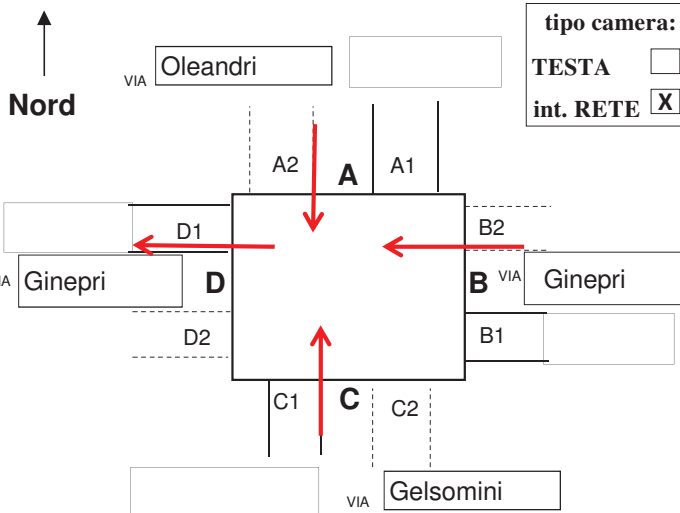 tipo camera:
VIA Oleandri
TESTA
Nord
int. RETE X
A2 A A1
D1 B2
VIA Ginepri D B VIA Ginepri
D2 B1
C1 C C2
VIA Gelsomini